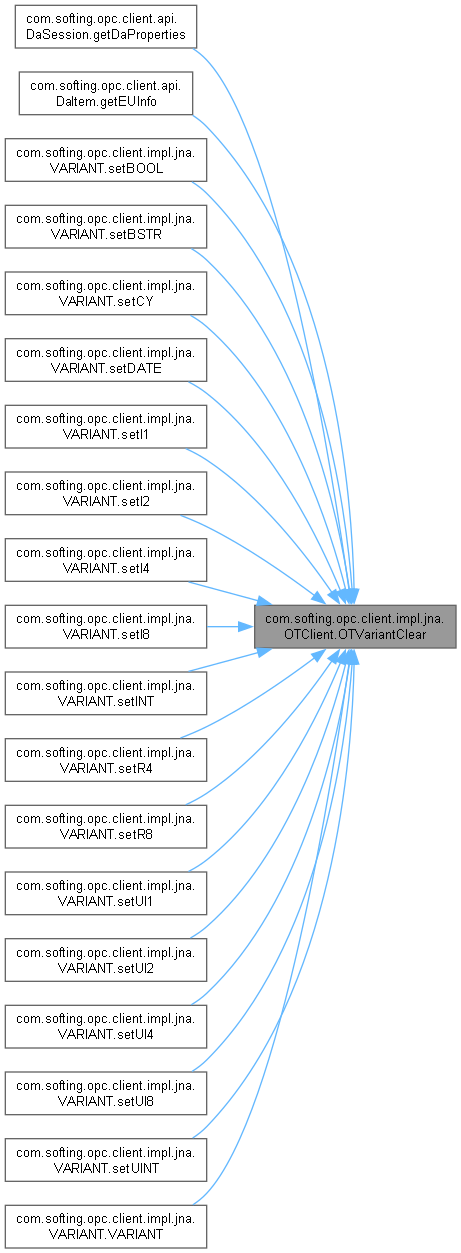 com.softing.opc.client.api.
DaSession.getDaProperties
com.softing.opc.client.api.
DaItem.getEUInfo
com.softing.opc.client.impl.jna.
VARIANT.setBOOL
com.softing.opc.client.impl.jna.
VARIANT.setBSTR
com.softing.opc.client.impl.jna.
VARIANT.setCY
com.softing.opc.client.impl.jna.
VARIANT.setDATE
com.softing.opc.client.impl.jna.
VARIANT.setI1
com.softing.opc.client.impl.jna.
VARIANT.setI2
com.softing.opc.client.impl.jna.
VARIANT.setI4
com.softing.opc.client.impl.jna.
VARIANT.setI8
com.softing.opc.client.impl.jna.
OTClient.OTVariantClear
com.softing.opc.client.impl.jna.
VARIANT.setINT
com.softing.opc.client.impl.jna.
VARIANT.setR4
com.softing.opc.client.impl.jna.
VARIANT.setR8
com.softing.opc.client.impl.jna.
VARIANT.setUI1
com.softing.opc.client.impl.jna.
VARIANT.setUI2
com.softing.opc.client.impl.jna.
VARIANT.setUI4
com.softing.opc.client.impl.jna.
VARIANT.setUI8
com.softing.opc.client.impl.jna.
VARIANT.setUINT
com.softing.opc.client.impl.jna.
VARIANT.VARIANT